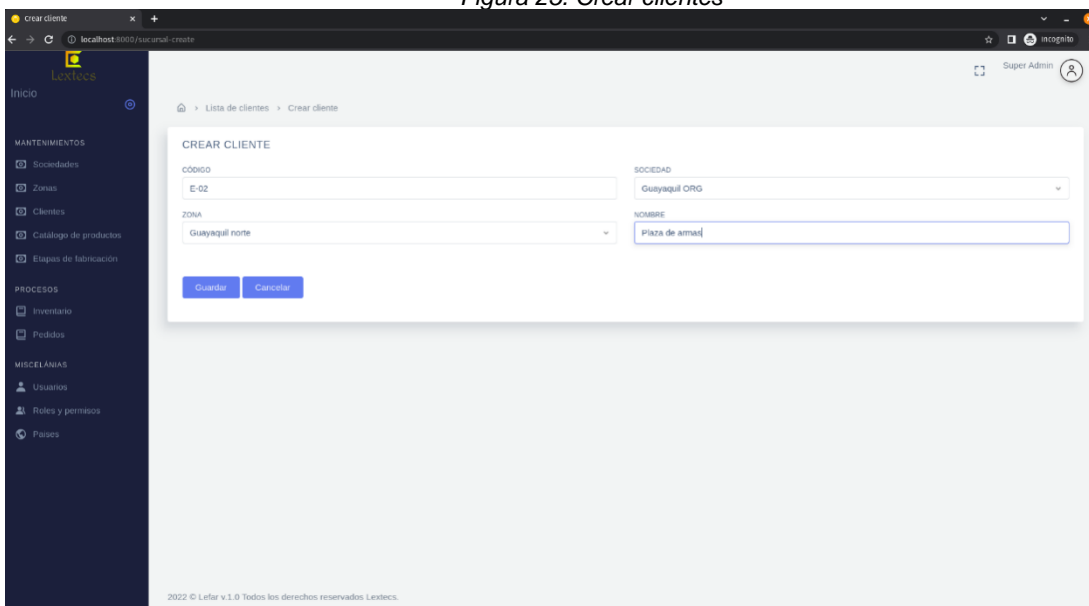 Figura 23. Crear clientes
Crear cliente
localhost:8000/sucursal-create
Incognito
Lextecs
Super Admin
Inicio
Lista de clientes > Crear cliente
MANTENIMIENTOS
Sociedades
Zonas
Clientes
Catálogo de productos
Etapas de fabricación
PROCESOS
Inventario
Pedidos
MISCELÁNIAS
Usuarios
Roles y permisos
Paises
CREAR CLIENTE
CÓDIGO
SOCIEDAD
E-02
Guayaquil ORG
ZONA
NOMBRE
Guayaquil norte
Plaza de armas
Guardar
Cancelar
2022 © Lefar v.1.0 Todos los derechos reservados Lextecs.